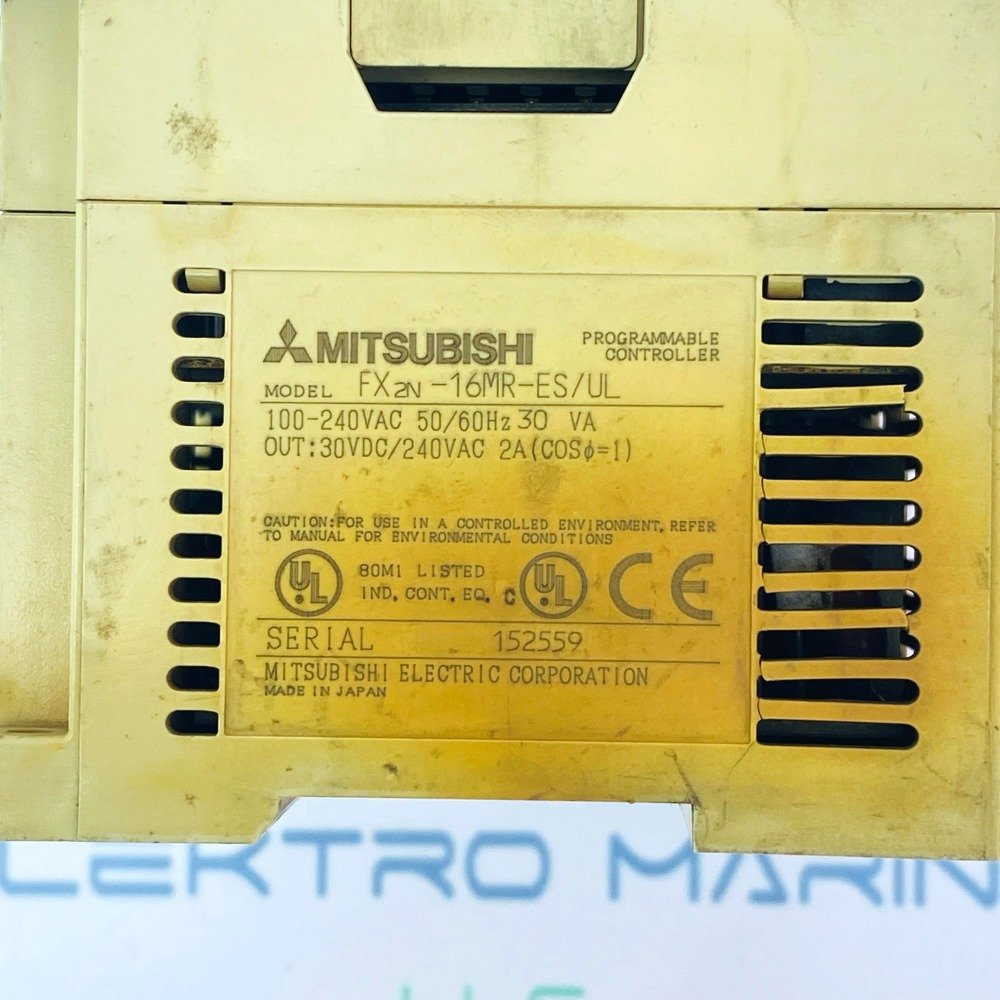 MITSUBISHI PROGRAMMABLE CONTROLLER
MODEL FX2N-16MR-ES/UL
100-240VAC 50/60Hz 30 VA
OUT:30VDC/240VAC 2A(COSφ=1)
CAUTION:FOR USE IN A CONTROLLED ENVIRONMENT, REFER
TO MANUAL FOR ENVIRONMENTAL CONDITIONS
UL 80M1 LISTED IND. CONT. EQ. C UL CE
SERIAL 152559
MITSUBISHI ELECTRIC CORPORATION
MADE IN JAPAN
LEKTRO MARIN